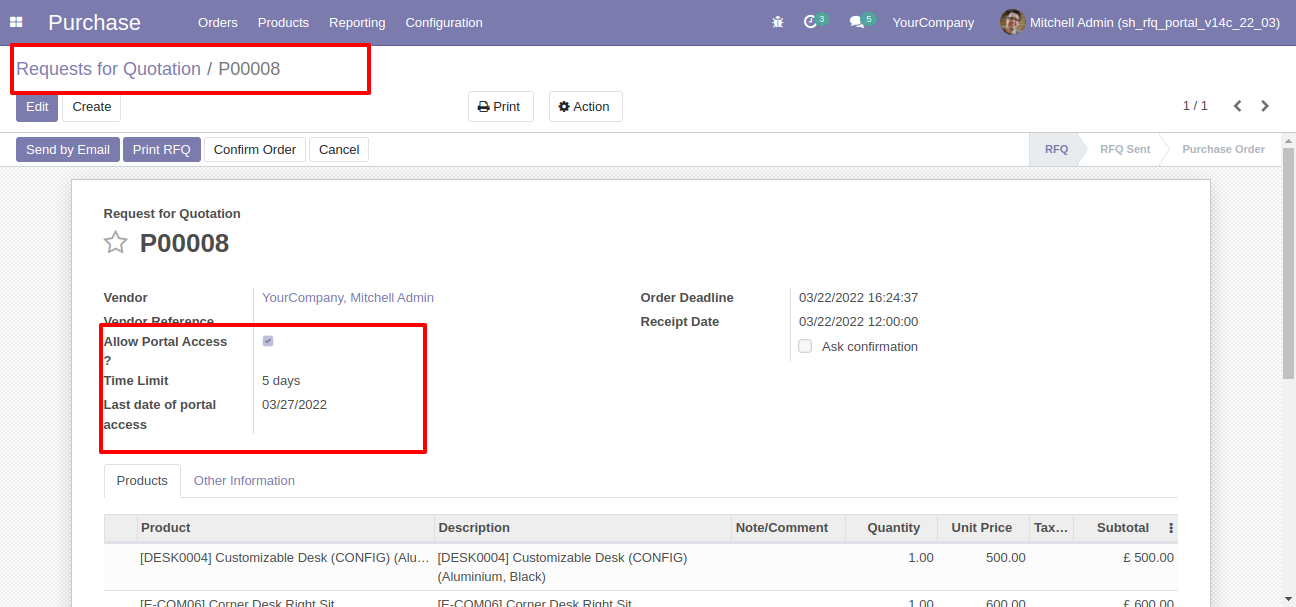 Purchase Orders Products Reporting Configuration 3 5 YourCompany Mitchell Admin (sh_rfq_portal_v14c_22_03)
Requests for Quotation / P00008
Edit Create Print Action 1 / 1
Send by Email Print RFQ Confirm Order Cancel RFQ RFQ Sent Purchase Order
Request for Quotation
P00008
Vendor YourCompany, Mitchell Admin Order Deadline 03/22/2022 16:24:37
Vendor Reference Receipt Date 03/22/2022 12:00:00
Allow Portal Access Ask confirmation
?
Time Limit 5 days
Last date of portal 03/27/2022
access
Products Other Information
Product Description Note/Comment Quantity Unit Price Tax... Subtotal
[DESK0004] Customizable Desk (CONFIG) (Alu... [DESK0004] Customizable Desk (CONFIG) 1.00 500.00 £ 500.00
(Aluminium, Black)
[E-COM06] Corner Desk Right Sit [E-COM06] Corner Desk Right Sit 1.00 600.00 £ 600.00